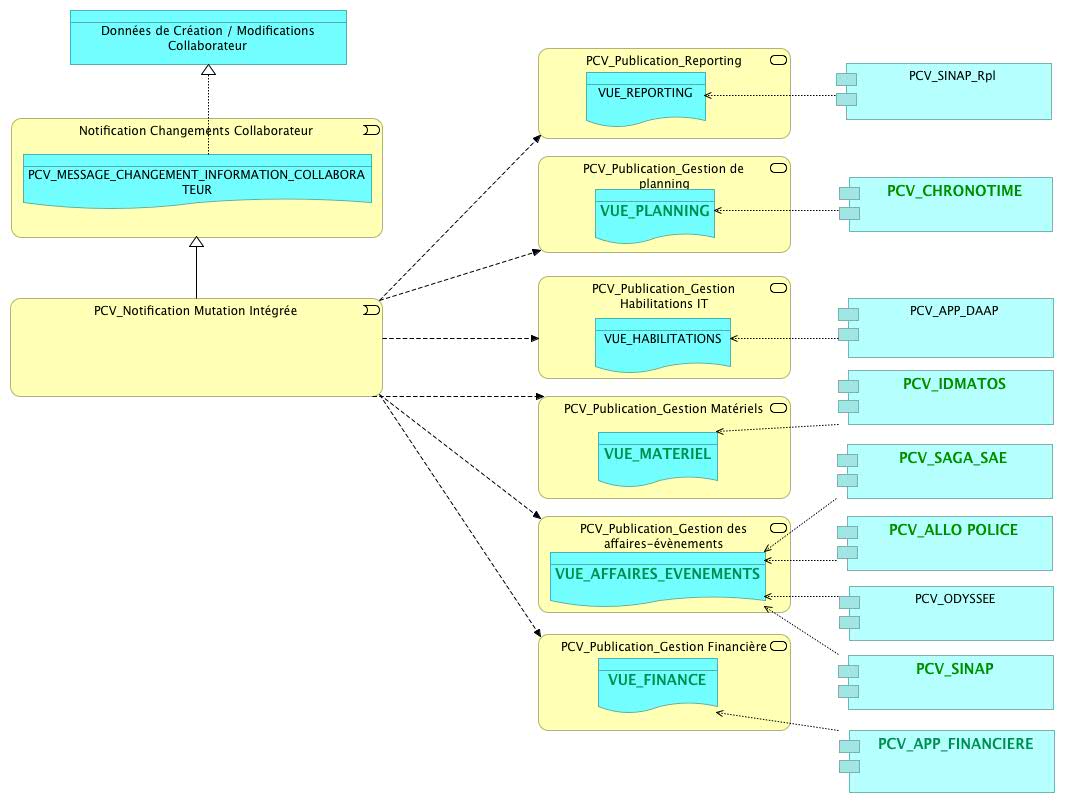 Données de Création / Modifications
Collaborateur
Notification Changements Collaborateur
PCV_MESSAGE_CHANGEMENT_INFORMATION_COLLABORA
TEUR
PCV_Notification Mutation Intégrée
PCV_Publication_Reporting
VUE_REPORTING
PCV_Publication_Gestion de
planning
VUE_PLANNING
PCV_Publication_Gestion
Habilitations IT
VUE_HABILITATIONS
PCV_Publication_Gestion Matériels
VUE_MATERIEL
PCV_Publication_Gestion des
affaires-évènements
VUE_AFFAIRES_EVENEMENTS
PCV_Publication_Gestion Financière
VUE_FINANCE
PCV_SINAP_Rpl
PCV_CHRONOTIME
PCV_APP_DAAP
PCV_IDMATOS
PCV_SAGA_SAE
PCV_ALLO POLICE
PCV_ODYSSEE
PCV_SINAP
PCV_APP_FINANCIERE